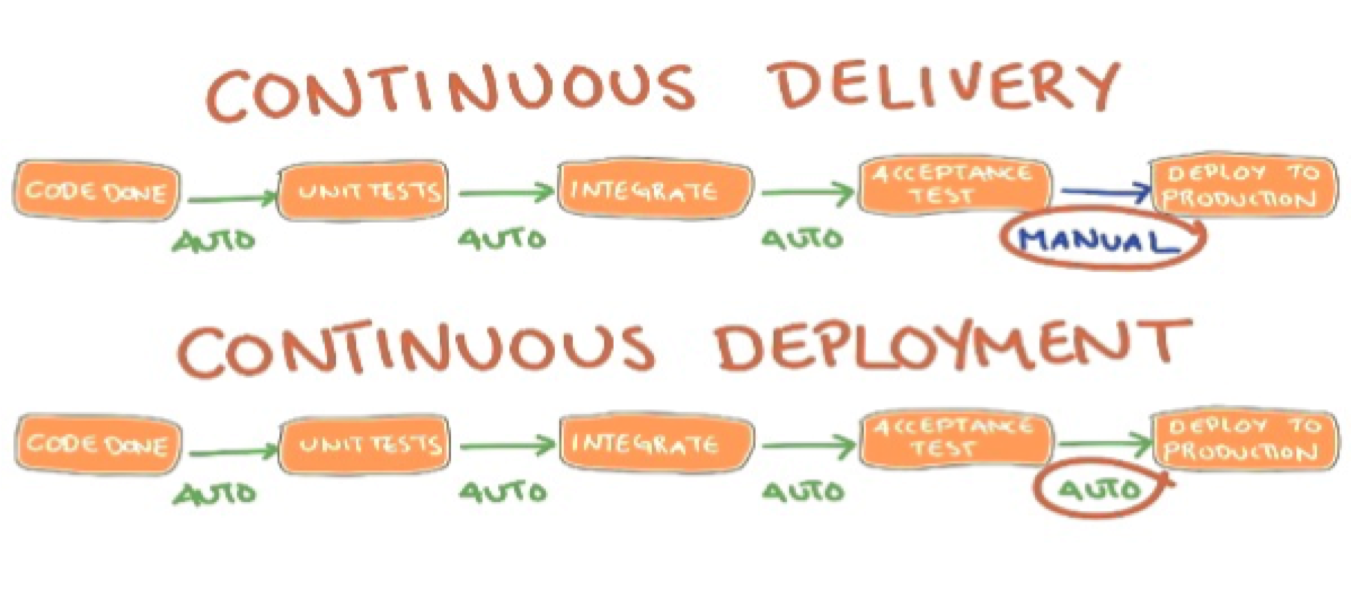 CONTINUOUS DELIVERY
CODE DONE
UNIT TESTS
INTEGRATE
ACCEPTANCE
TEST
DEPLOY TO
PRODUCTION
AUTO
AUTO
AUTO
MANUAL
CONTINUOUS DEPLOYMENT
CODE DONE
UNIT TESTS
INTEGRATE
ACCEPTANCE
TEST
DEPLOY TO
PRODUCTION
AUTO
AUTO
AUTO
AUTO